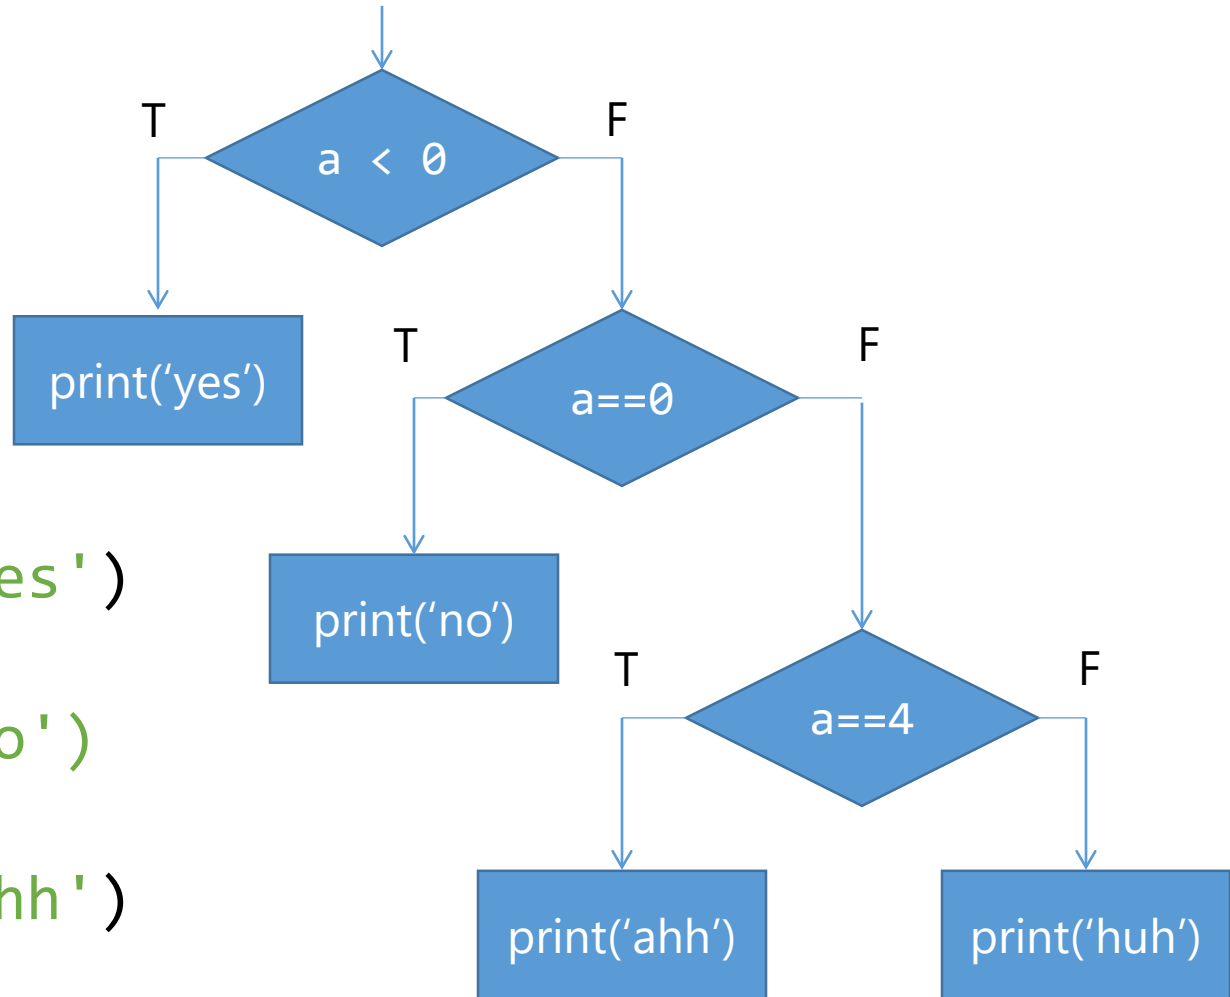 T
F
a < 0
print(‘yes’)
T
F
a==0
es')
print(‘no’)
T
F
a==4
o')
hh')
print(‘ahh’)
print(‘huh’)